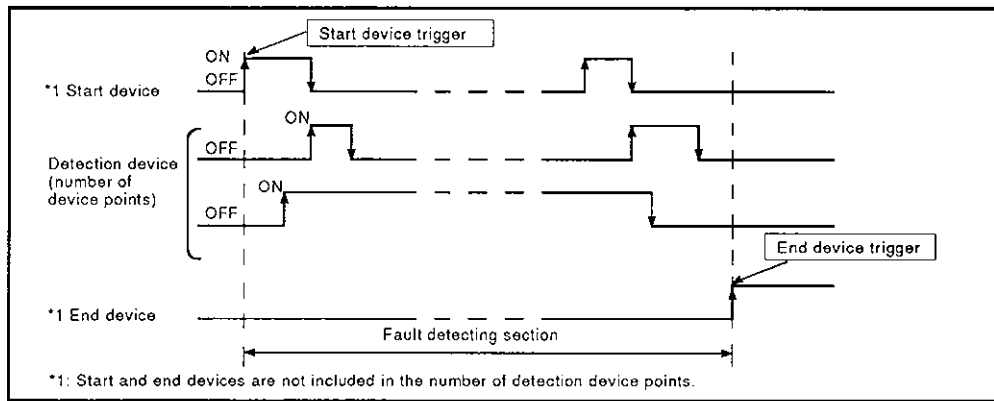 Start device trigger
ON
OFF
*1 Start device
ON
OFF
Detection device
(number of
device points)
ON
OFF
End device trigger
*1 End device
Fault detecting section
*1: Start and end devices are not included in the number of detection device points.